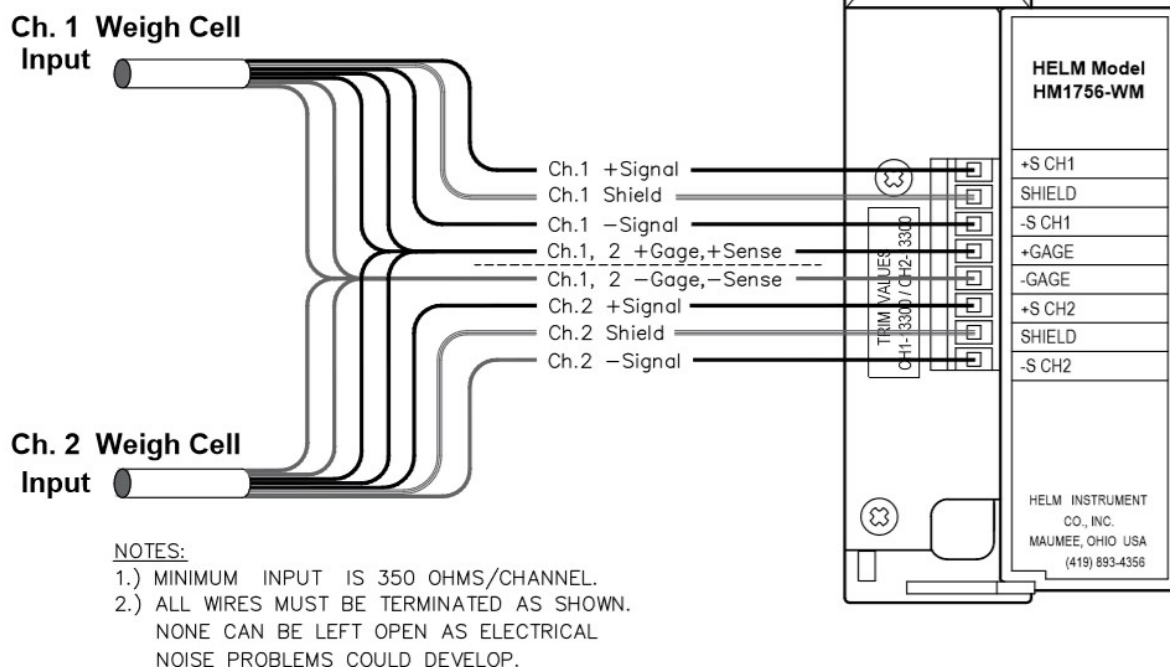 Ch. 1 Weigh Cell
Input
Ch.1 +Signal
Ch.1 Shield
Ch.1 -Signal
Ch.1, 2 +Gage,+Sense
Ch.1, 2 -Gage,-Sense
Ch.2 +Signal
Ch.2 Shield
Ch.2 -Signal
Ch. 2 Weigh Cell
Input
TRIM VALUES
CH1-13300 / CH2-13300
HELM Model
HM1756-WM
+S CH1
SHIELD
-S CH1
+GAGE
-GAGE
+S CH2
SHIELD
-S CH2
HELM INSTRUMENT
CO., INC.
MAUMEE, OHIO USA
(419) 893-4356
NOTES:
1.) MINIMUM INPUT IS 350 OHMS/CHANNEL.
2.) ALL WIRES MUST BE TERMINATED AS SHOWN.
NONE CAN BE LEFT OPEN AS ELECTRICAL
NOISE PROBLEMS COULD DEVELOP.